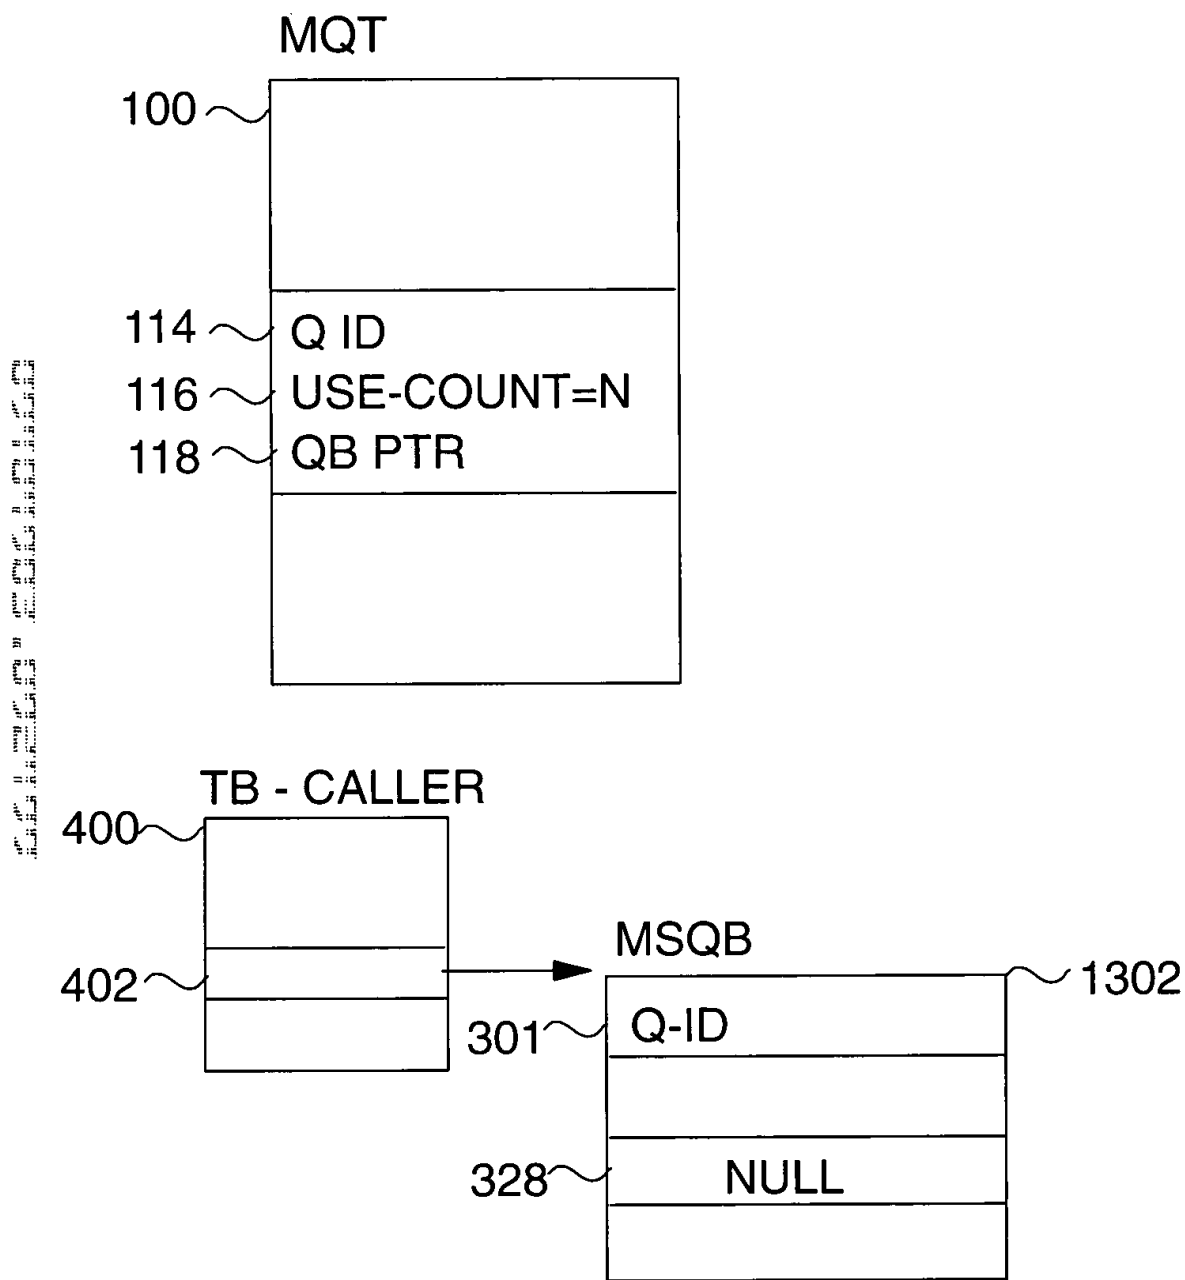 MQT
100
114 Q ID
116 USE-COUNT=N
118 QB PTR
TB - CALLER
400
402
MSQB
1302
301 Q-ID
328 NULL